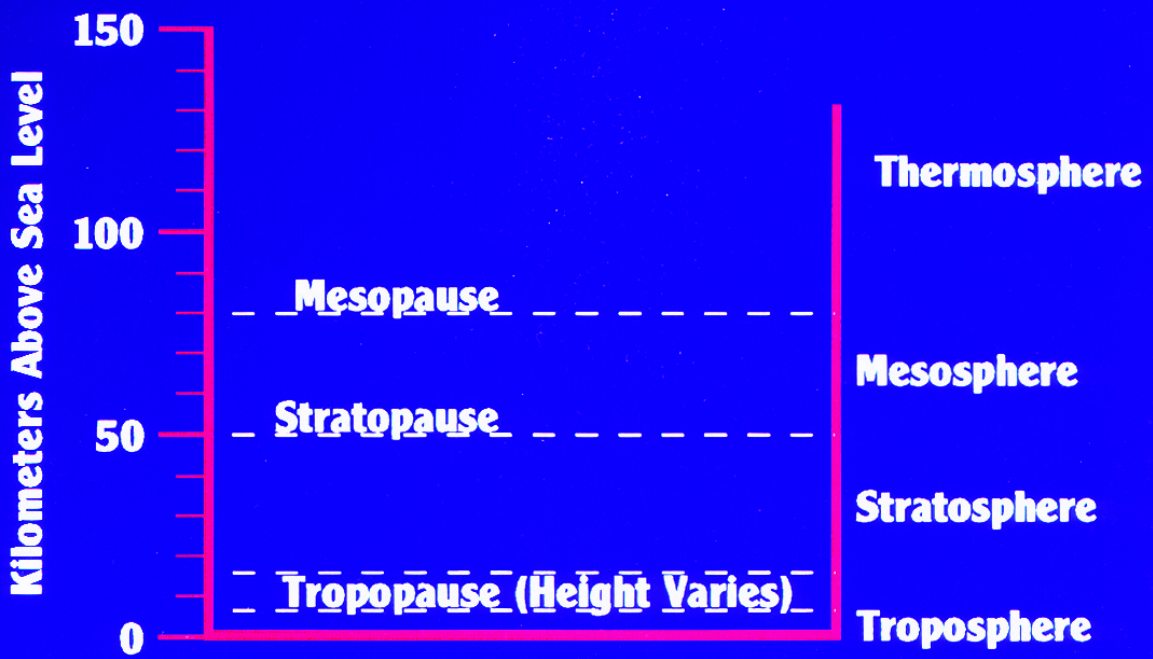 150
100
50
0
Kilometers Above Sea Level
Mesopause
Stratopause
Tropopause (Height Varies)
Thermosphere
Mesosphere
Stratosphere
Troposphere